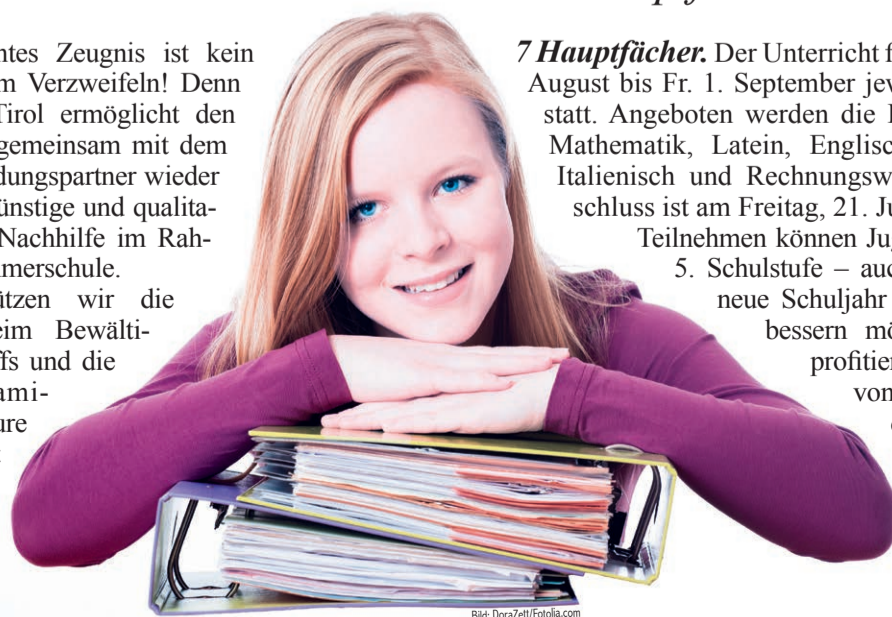 ntes Zeugnis ist kein
m Verzweifeln! Denn
Tirol ermöglicht den
gemeinsam mit dem
dungspartner wieder
ünstige und qualita-
Nachhilfe im Rah-
merschule.
ützen wir die
eim Bewälti-
ffs und die
ami-
ure
7 Hauptfächer. Der Unterricht f
August bis Fr. 1. September jew
statt. Angeboten werden die
Mathematik, Latein, Englisc
Italienisch und Rechnungsw
schluss ist am Freitag, 21. Ju
Teilnehmen können Jug
5. Schulstufe – auc
neue Schuljahr
bessern mö
profitier
von
Bild: DoraZett/Fotolia.com